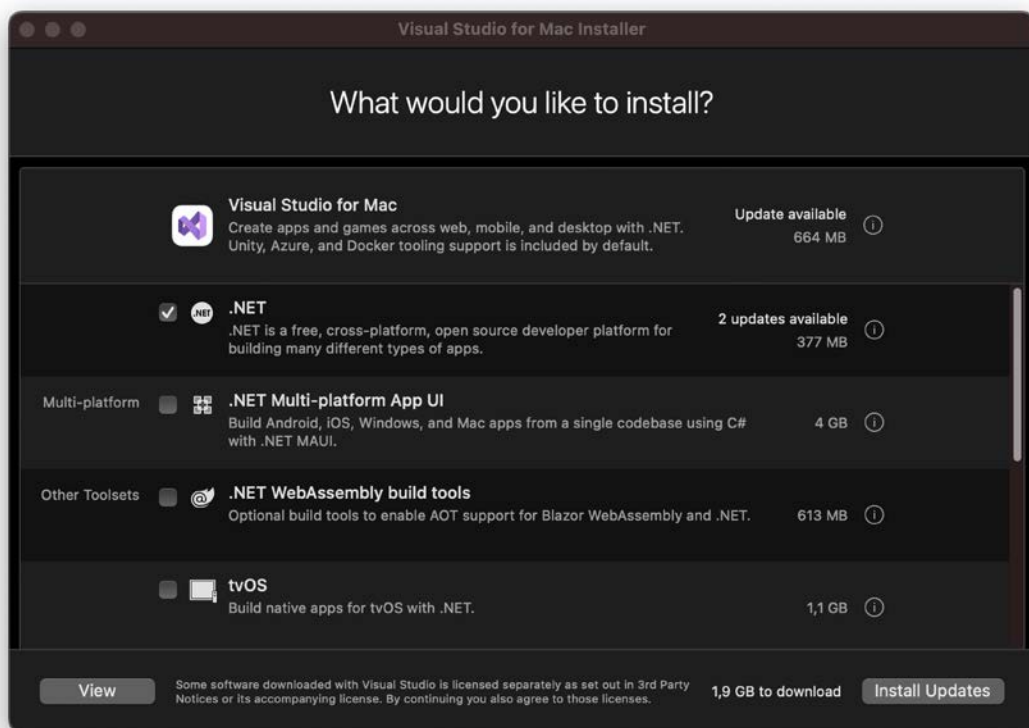 Visual Studio for Mac Installer
What would you like to install?
Visual Studio for Mac
Create apps and games across web, mobile, and desktop with .NET.
Unity, Azure, and Docker tooling support is included by default.
Update available
664 MB
.NET
.NET
.NET is a free, cross-platform, open source developer platform for
building many different types of apps.
2 updates available
377 MB
Multi-platform
.NET Multi-platform App UI
Build Android, iOS, Windows, and Mac apps from a single codebase using C#
with .NET MAUI.
4 GB
Other Toolsets
.NET WebAssembly build tools
Optional build tools to enable AOT support for Blazor WebAssembly and .NET.
613 MB
tvOS
Build native apps for tvOS with .NET.
1,1 GB
View
Some software downloaded with Visual Studio is licensed separately as set out in 3rd Party
Notices or its accompanying license. By continuing you also agree to those licenses.
1,9 GB to download
Install Updates